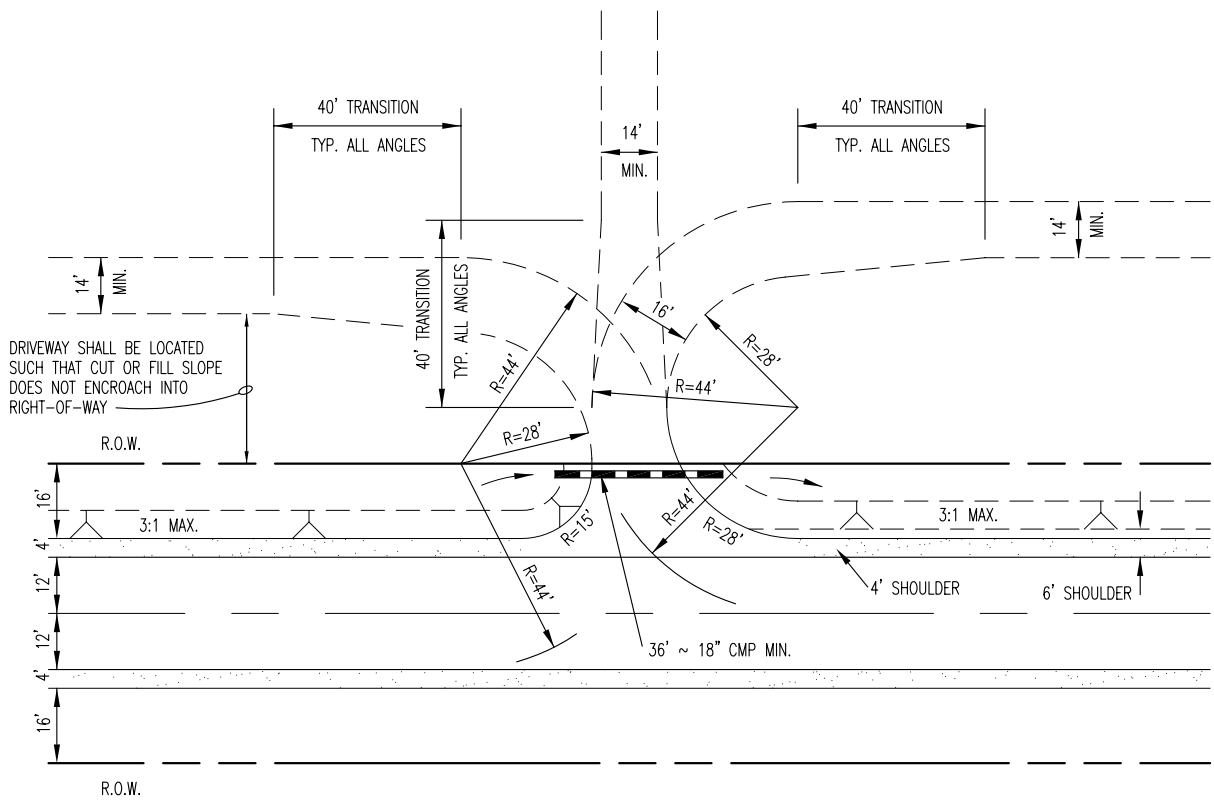 40' TRANSITION
TYP. ALL ANGLES
14'
MIN.
40' TRANSITION
TYP. ALL ANGLES
14'
MIN.
40' TRANSITION
TYP. ALL ANGLES
R=44'
16'
R=28'
R=44'
14'
MIN.
DRIVEWAY SHALL BE LOCATED
SUCH THAT CUT OR FILL SLOPE
DOES NOT ENCROACH INTO
RIGHT-OF-WAY
R=28'
R.O.W.
16'
3:1 MAX.
R=15'
R=44'
R=28'
3:1 MAX.
4'
12'
R=44'
4' SHOULDER
6' SHOULDER
12'
36' ~ 18" CMP MIN.
4'
16'
R.O.W.